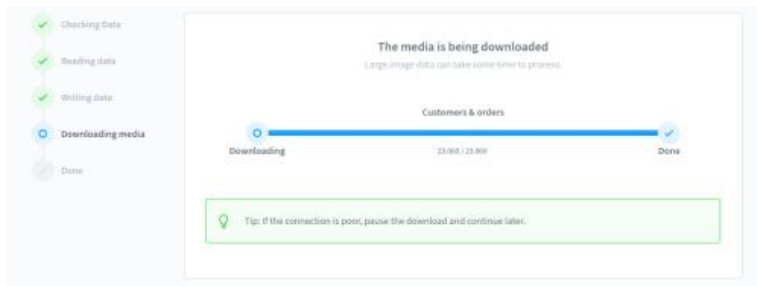 Checking Data
Reading data
Writing data
Downloading media
Done
The media is being downloaded
Large image data can take some time to process.
Customers & orders
Downloading
Done
Tip: If the connection is poor, pause the download and continue later.